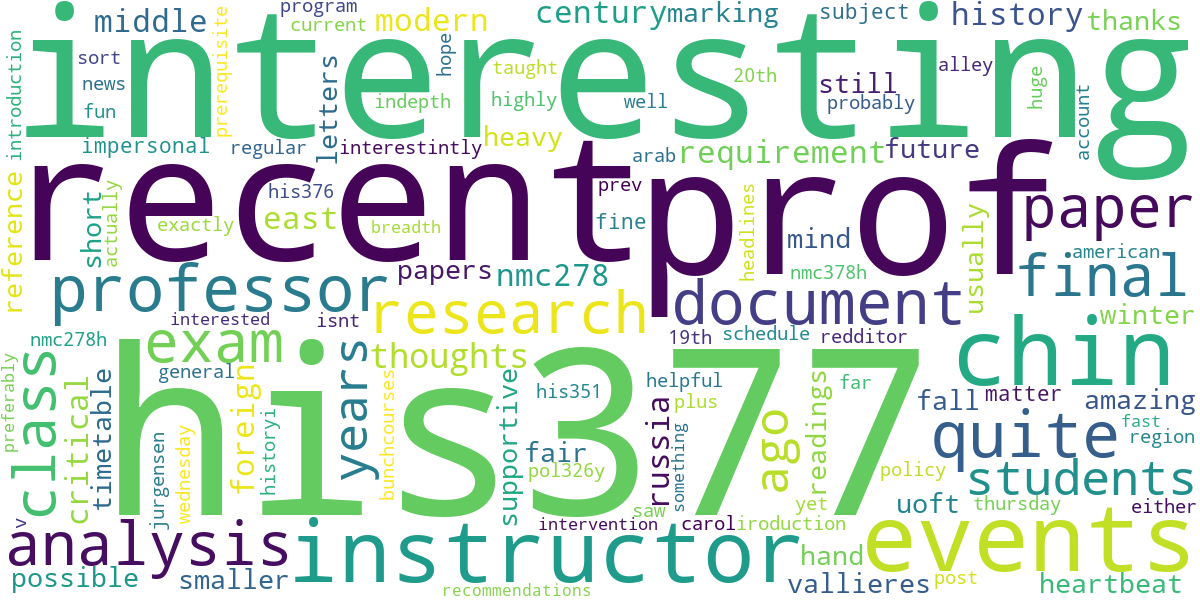 program
middle
current
modern
century
marking
subject
history
thanks
interesting
sort
news
fun
prerequisite
hope
taught
indepth
highly
well
20th
still
probably
alley
huge
account
introduction
impersonal
regular
letters
interestintly
heavy
arab
requirement
future
recent
prof
his376
prev
paper
reference
short
actually
exactly
east
breadth
fine
mind
headlines
usually
american
professor
papers
nmc278
nmc378h
final
document
research
interested
isnt
19th
schedule
redditor
winter
nmc278h
exam
thoughts
chin
his377
years
general
his351
helpful
far
matter
amazing
preferably
class
critical
timetable
foreign
historyi
bunchcourses
supportive
russia
plus
ago
readings
fall
quite
fast
region
jurgensen
wednesday
fair
pol326y
something
policy
students
v
analysis
instructor
intervention
saw
carol
iroduction
yet
uoft
thursday
either
events
possible
smaller
recommendations
hand
vallieres
post
heartbeat